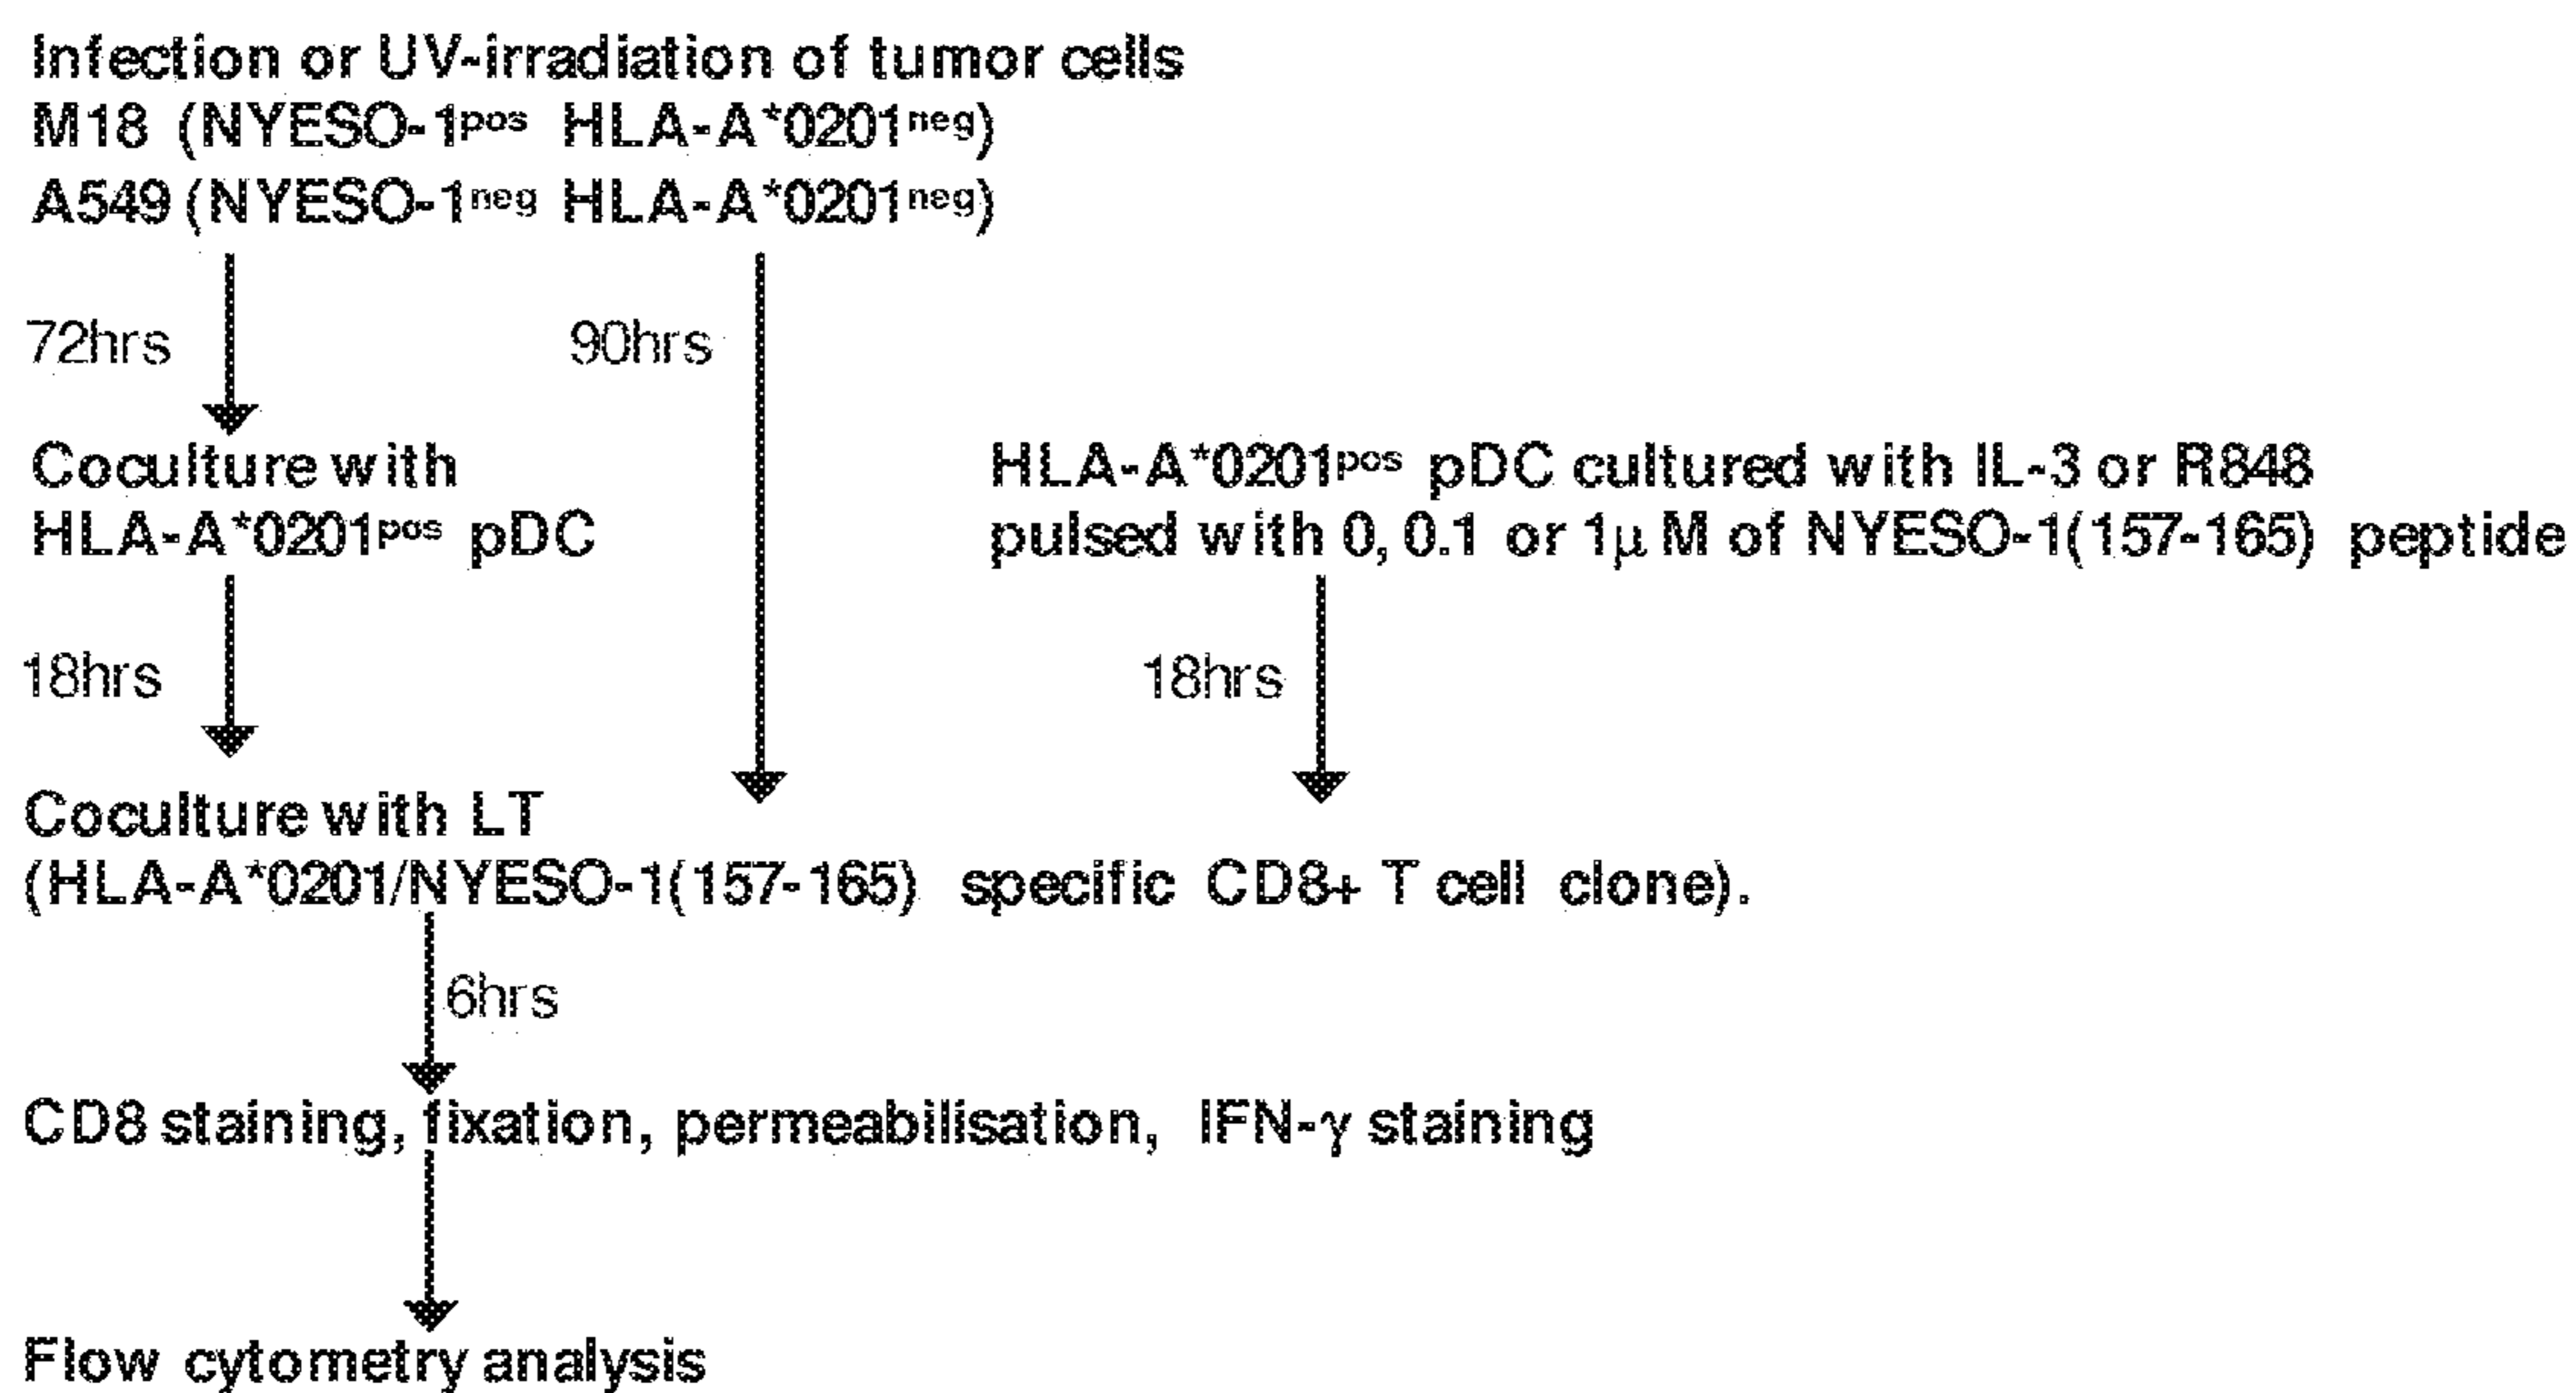 Infection or UV-irradiation of tumor cells
M18 (NYESO-1pos HLA-A*0201neg)
A549 (NYESO-1neg HLA-A*0201neg)
72hrs
90hrs
Coculture with
HLA-A*0201pos pDC
HLA-A*0201pos pDC cultured with IL-3 or R848
pulsed with 0, 0.1 or 1μ M of NYESO-1(157-165) peptide
18hrs
18hrs
Coculture with LT
(HLA-A*0201/NYESO-1(157-165) specific CD8+ T cell clone).
6hrs
CD8 staining, fixation, permeabilisation, IFN-γ staining
Flow cytometry analysis